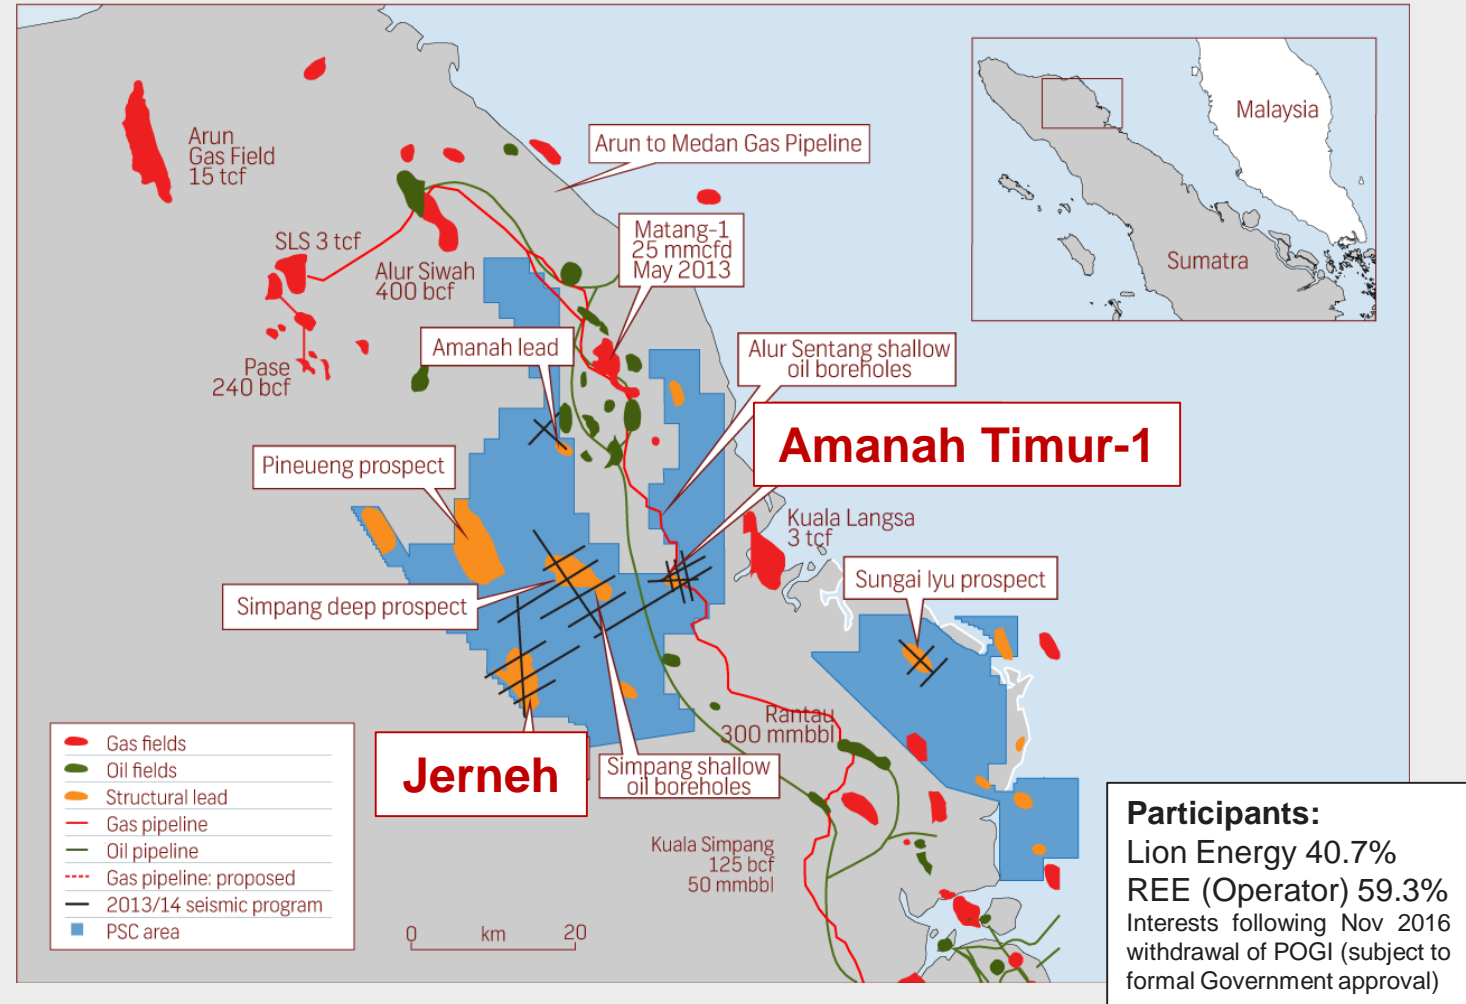 Arun
Gas Field
15 tcf
Arun to Medan Gas Pipeline
Malaysia
Sumatra
SLS 3 tcf
Alur Siwah
400 bcf
Matang-1
25 mmcfd
May 2013
Pase
240 bcf
Amanah lead
Alur Sentang shallow
oil boreholes
Amanah Timur-1
Pineueng prospect
Kuala Langsa
3 tcf
Simpang deep prospect
Sungai Iyu prospect
Rantau
300 mmbbl
Jerneh
Simpang shallow
oil boreholes
Kuala Simpang
125 bcf
50 mmbbl
Gas fields
Oil fields
Structural lead
Gas pipeline
Oil pipeline
Gas pipeline: proposed
2013/14 seismic program
PSC area
0 km 20
Participants:
Lion Energy 40.7%
REE (Operator) 59.3%
Interests following Nov 2016
withdrawal of POGI (subject to
formal Government approval)